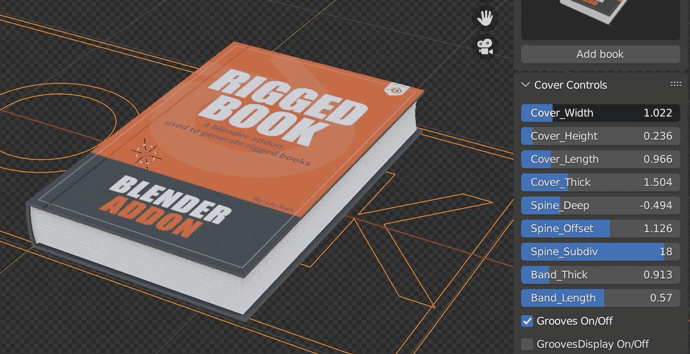 RIGGED
BOOK
A blender addon
used to generate rigged books
BLENDER
ADDON
Add book
Cover Controls
Cover_Width 1.022
Cover_Height 0.236
Cover_Length 0.966
Cover_Thick 1.504
Spine_Deep -0.494
Spine_Offset 1.126
Spine_Subdiv 18
Band_Thick 0.913
Band_Length 0.57
Grooves On/Off
GroovesDisplay On/Off